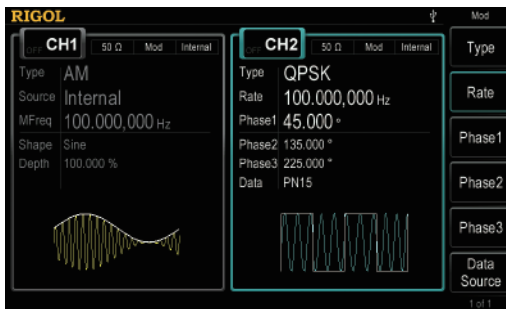 RIGOL
Mod
OFF CH1 50 Ω Mod Internal
Type AM
Source Internal
MFreq 100.000,000 Hz
Shape Sine
Depth 100.000 %
OFF CH2 50 Ω Mod Internal
Type QPSK
Rate 100.000,000 Hz
Phase1 45.000 °
Phase2 135.000 °
Phase3 225.000 °
Data PN15
Type
Rate
Phase1
Phase2
Phase3
Data
Source
1 of 1